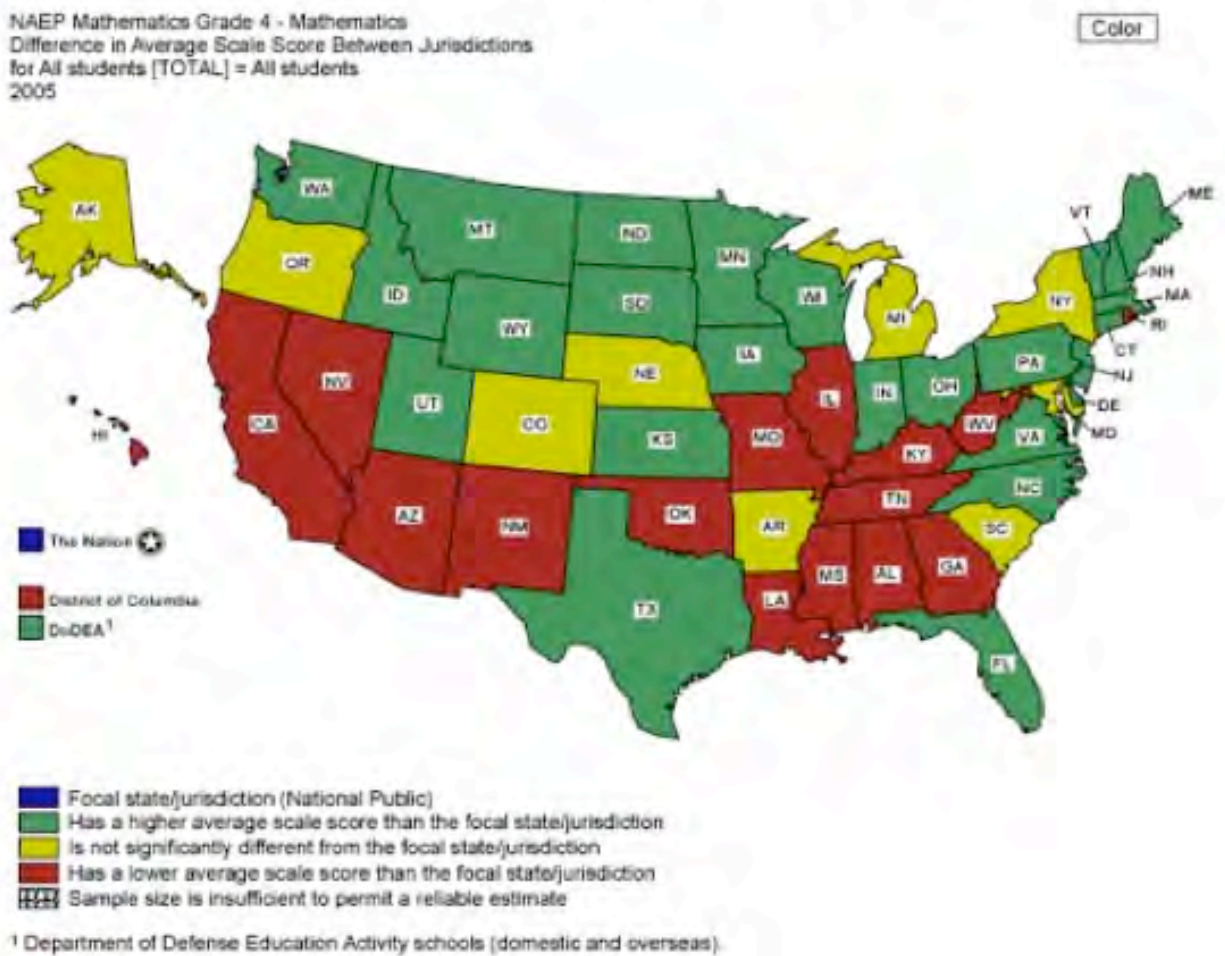 NAEP Mathematics Grade 4 - Mathematics
Difference in Average Scale Score Between Jurisdictions
for All students [TOTAL] = All students
2005
Color
ME
VT
WA
AK
MT
ND
MN
OR
NH
ID
SD
WI
MA
NY
MI
RI
WY
CT
IA
PA
NE
NJ
NV
OH
IN
UT
IL
DE
CO
CA
WV
MD
HI
KS
MO
VA
KY
NC
TN
AZ
OK
NM
AR
SC
The Nation
GA
MS
AL
District of Columbia
LA
TX
DoDEA¹
FL
Focal state/jurisdiction (National Public)
Has a higher average scale score than the focal state/jurisdiction
Is not significantly different from the focal state/jurisdiction
Has a lower average scale score than the focal state/jurisdiction
Sample size is insufficient to permit a reliable estimate
¹ Department of Defense Education Activity schools (domestic and overseas).